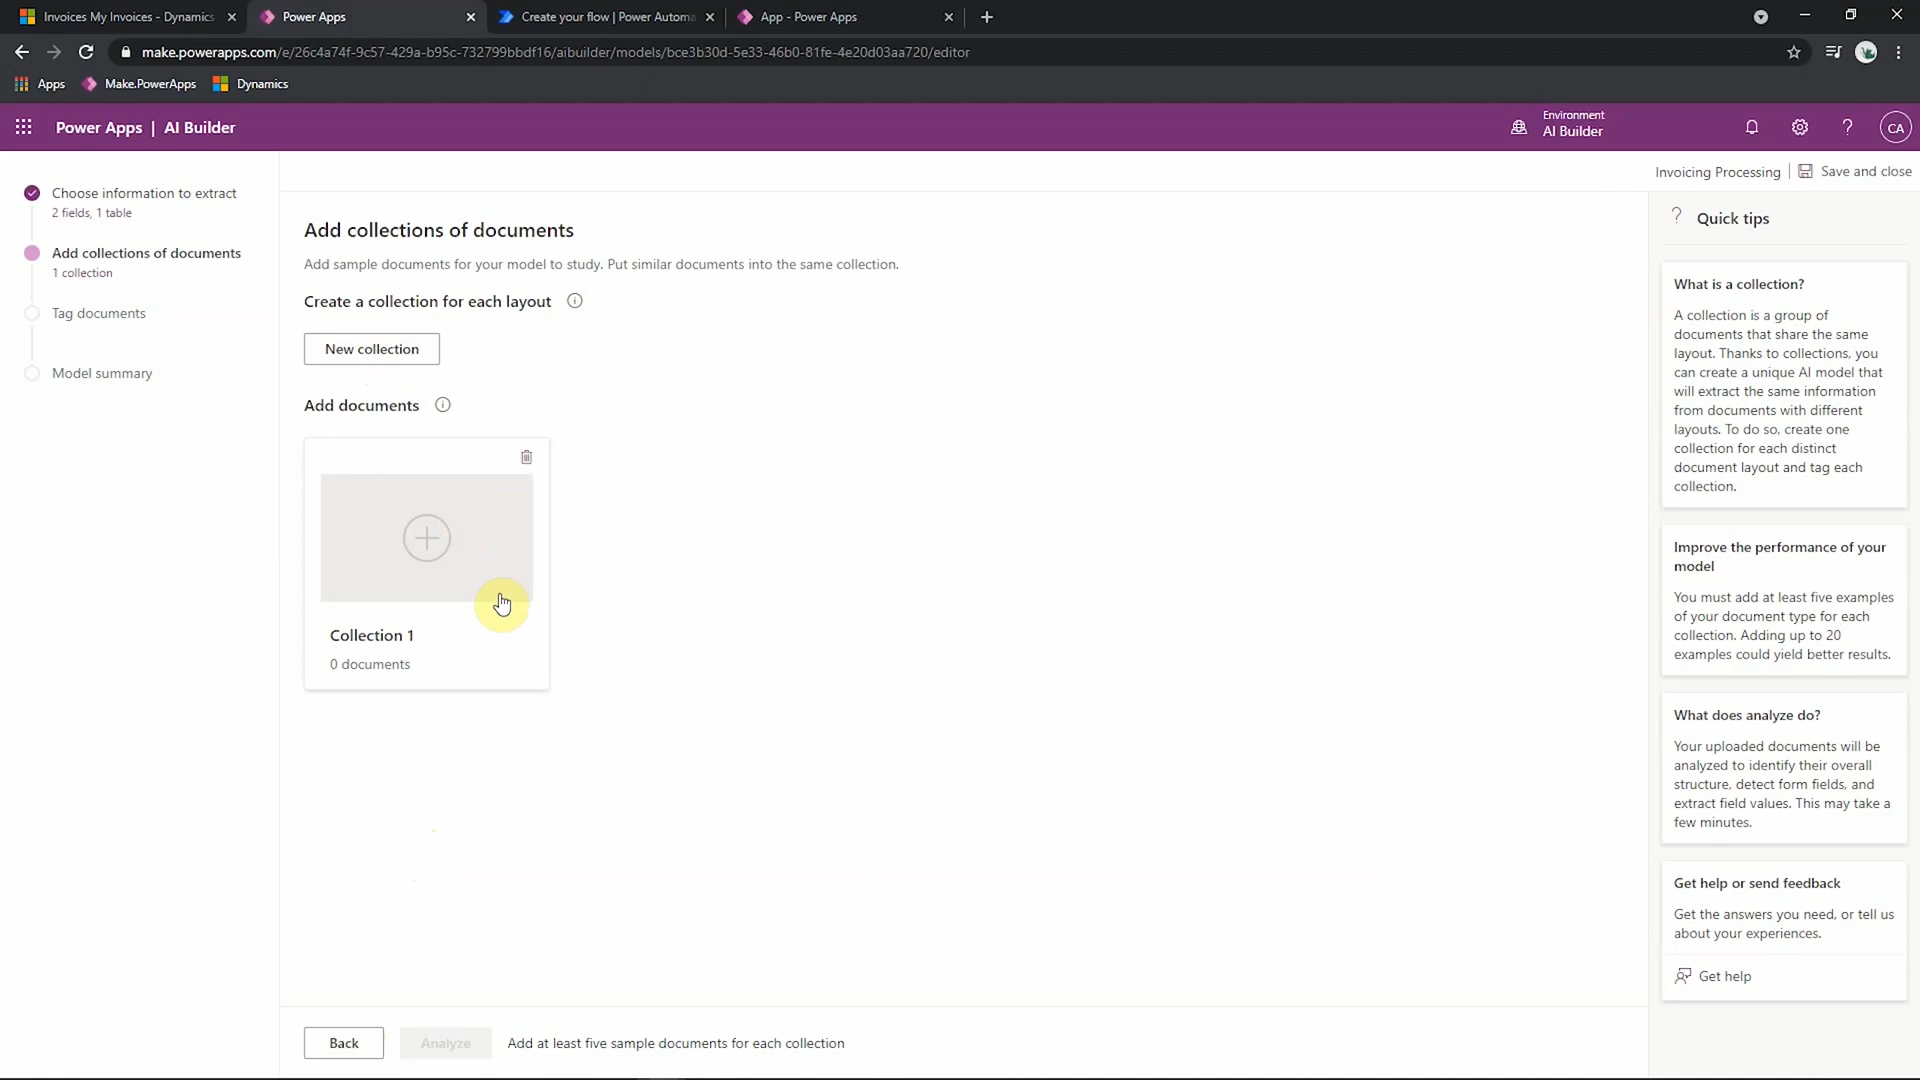 Invoices My Invoices - Dynamics
Power Apps
Create your flow | Power Automa
App - Power Apps
make.powerapps.com/e/26c4a74f-9c57-429a-b95c-732799bbdf16/aibuilder/models/bce3b30d-5e33-46b0-81fe-4e20d03aa720/editor
Apps
Make.PowerApps
Dynamics
Power Apps | AI Builder
Environment
AI Builder
?
CA
Invoicing Processing
Save and close
Choose information to extract
2 fields, 1 table
Add collections of documents
1 collection
Tag documents
Model summary
Add collections of documents
Add sample documents for your model to study. Put similar documents into the same collection.
Create a collection for each layout
New collection
Add documents
Collection 1
0 documents
Back
Analyze
Add at least five sample documents for each collection
? Quick tips
What is a collection?
A collection is a group of
documents that share the same
layout. Thanks to collections, you
can create a unique AI model that
will extract the same information
from documents with different
layouts. To do so, create one
collection for each distinct
document layout and tag each
collection.
Improve the performance of your
model
You must add at least five examples
of your document type for each
collection. Adding up to 20
examples could yield better results.
What does analyze do?
Your uploaded documents will be
analyzed to identify their overall
structure, detect form fields, and
extract field values. This may take a
few minutes.
Get help or send feedback
Get the answers you need, or tell us
about your experiences.
Get help